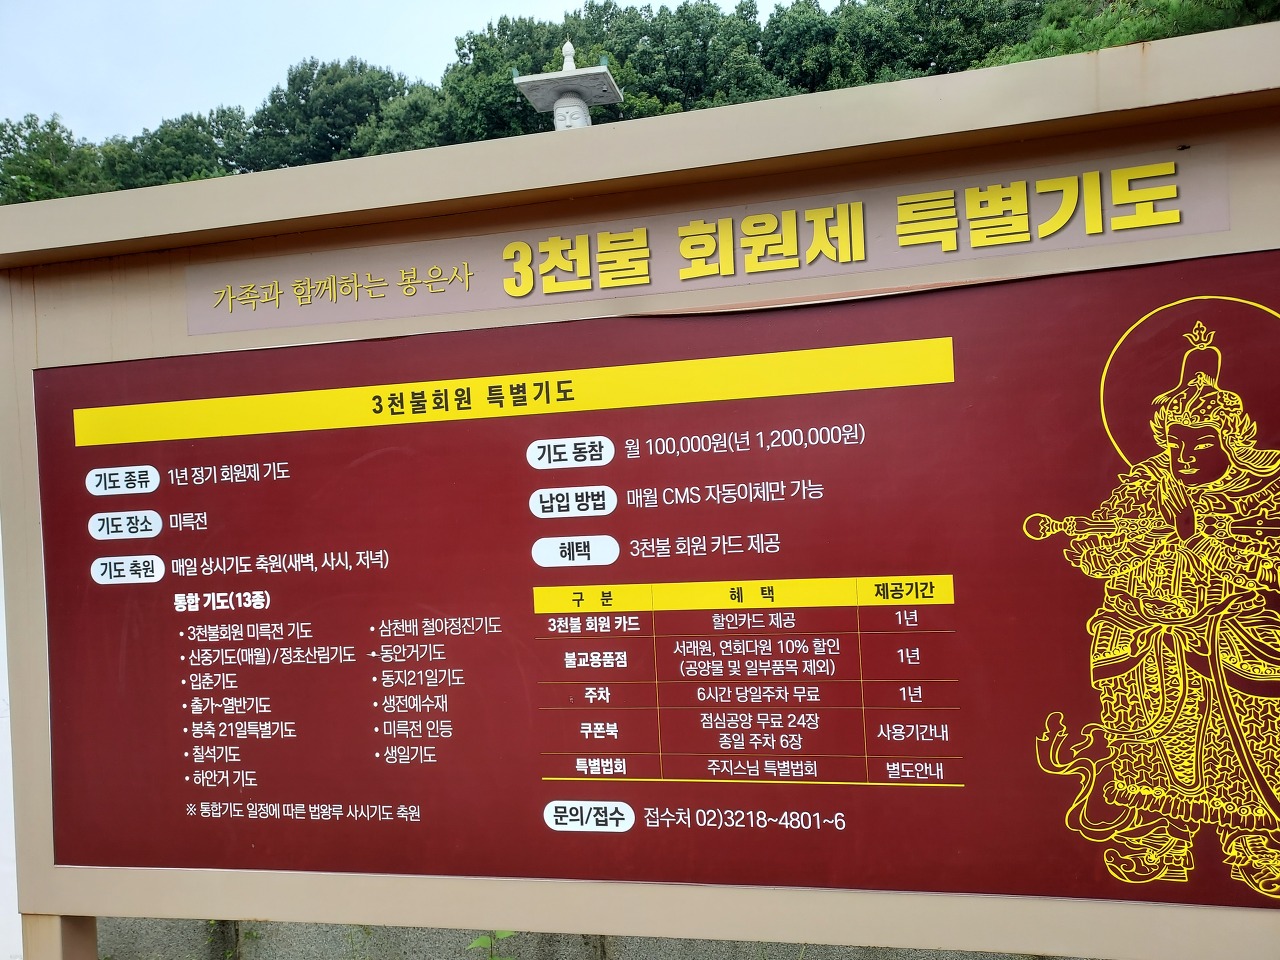 가족과 함께하는 봉은사 3천불 회원제 특별기도
3천불회원 특별기도
기도 종류 1년 정기 회원제 기도
기도 장소 미륵전
기도 축원 매일 상시기도 축원(새벽, 사시, 저녁)
통합 기도(13종)
• 3천불회원 미륵전 기도
• 신중기도(매월) / 정초산림기도
• 입춘기도
• 출가~열반기도
• 봉축 21일특별기도
• 칠석기도
• 하안거 기도
• 삼천배 철야정진기도
• 동안거기도
• 동지21일기도
• 생전예수재
• 미륵전 인등
• 생일기도
※ 통합기도 일정에 따른 법왕루 사시기도 축원
기도 동참 월 100,000원(년 1,200,000원)
납입 방법 매월 CMS 자동이체만 가능
혜택 3천불 회원 카드 제공
구 분 혜 택 제공기간
3천불 회원 카드 할인카드 제공 1년
불교용품점 서래원, 연회다원 10% 할인 1년
(공양물 및 일부품목 제외)
주차 6시간 당일주차 무료 1년
쿠폰북 점심공양 무료 24장 사용기간내
종일 주차 6장
특별법회 주지스님 특별법회 별도안내
문의/접수 접수처 02)3218~4801~6